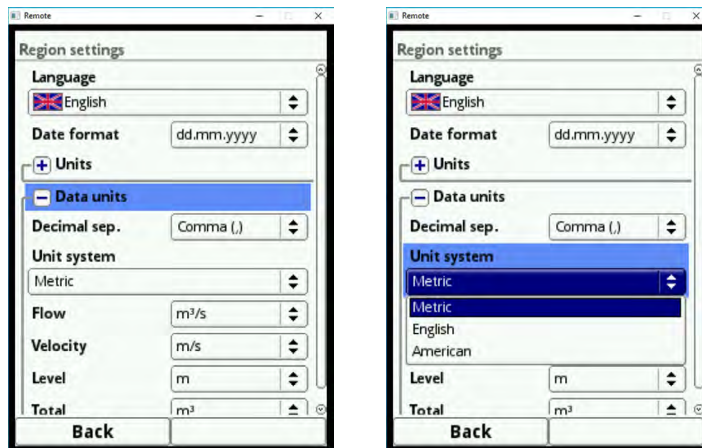 Remote
Region settings
Language
English
Date format dd.mm.yyyy
Units
Data units
Decimal sep. Comma (,)
Unit system
Metric
Flow m³/s
Velocity m/s
Level m
Total m³
Back
Remote
Region settings
Language
English
Date format dd.mm.yyyy
Units
Data units
Decimal sep. Comma (,)
Unit system
Metric
Metric
English
American
Level m
Total m³
Back